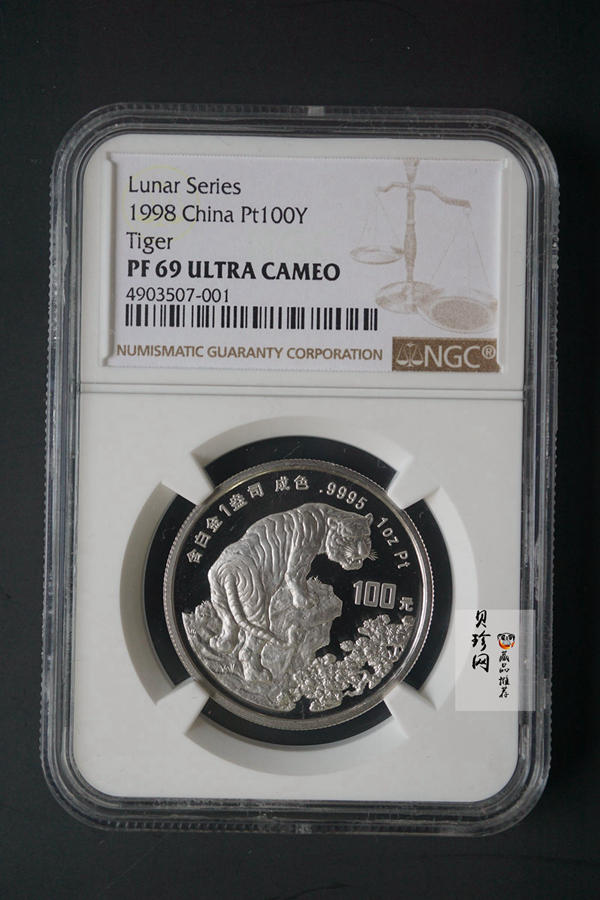 Lunar Series
1998 China Pt100Y
Tiger
PF 69 ULTRA CAMEO
4903507-001
NUMISMATIC GUARANTY CORPORATION
NGC®
含白金1盎司 成色 .9995 1oz Pt
100元
贝珍网
藏品推荐